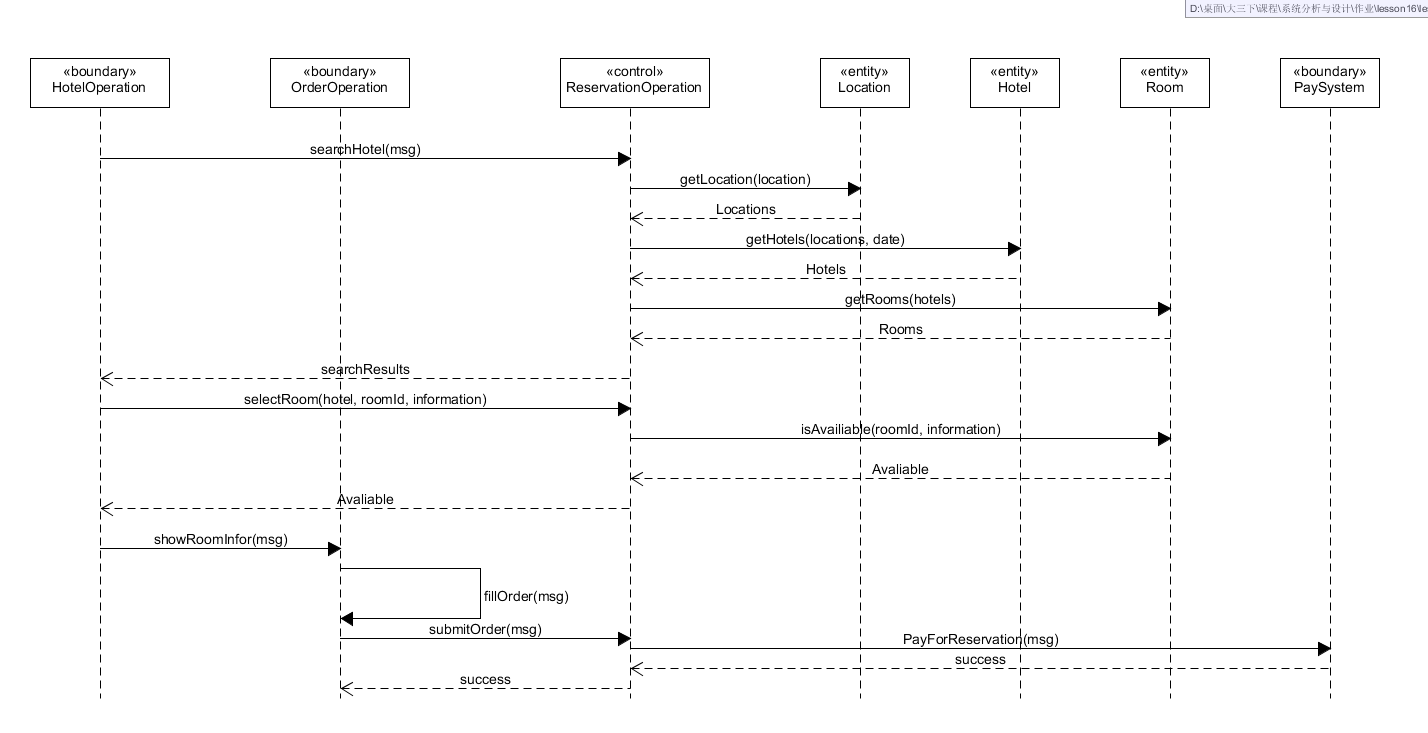 D:\桌面\大三下\课程\系统分析与设计\作业\lesson16\les
«boundary»
HotelOperation
«boundary»
OrderOperation
«control»
ReservationOperation
«entity»
Location
«entity»
Hotel
«entity»
Room
«boundary»
PaySystem
searchHotel(msg)
getLocation(location)
Locations
getHotels(locations, date)
Hotels
getRooms(hotels)
Rooms
searchResults
selectRoom(hotel, roomId, information)
isAvailiable(roomId, information)
Avaliable
Avaliable
showRoomInfor(msg)
fillOrder(msg)
submitOrder(msg)
PayForReservation(msg)
success
success